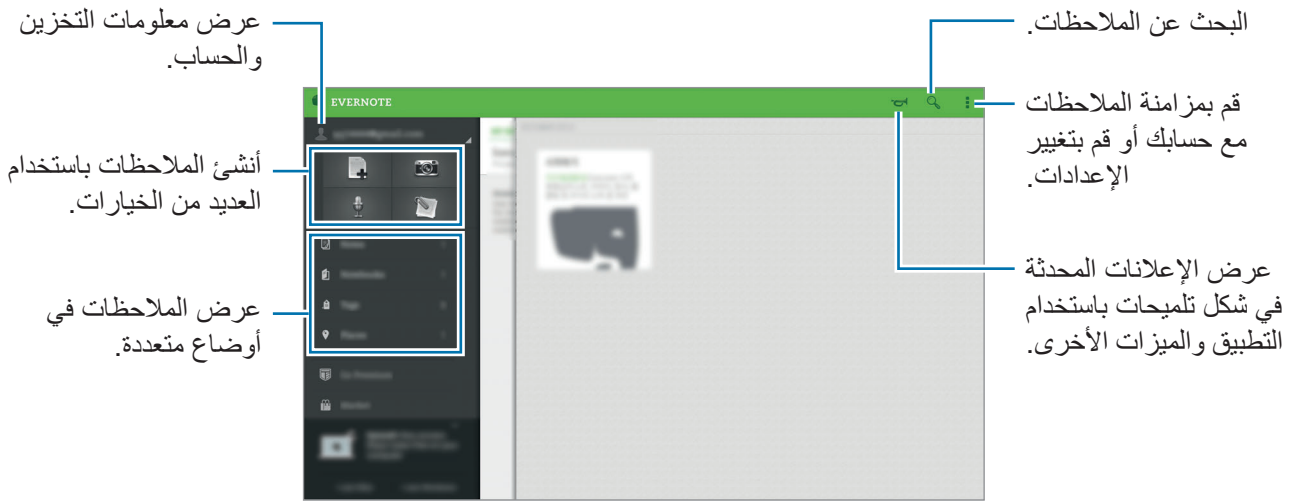 البحث عن الملاحظات.
قم بمزامنة الملاحظات
مع حسابك أو قم بتغيير
الإعدادات.
عرض الإعلانات المحدثة
في شكل تلميحات باستخدام
التطبيق والميزات الأخرى.
عرض معلومات التخزين
والحساب.
أنشئ الملاحظات باستخدام
العديد من الخيارات.
عرض الملاحظات في
أوضاع متعددة.
EVERNOTE
Notebooks
Tags